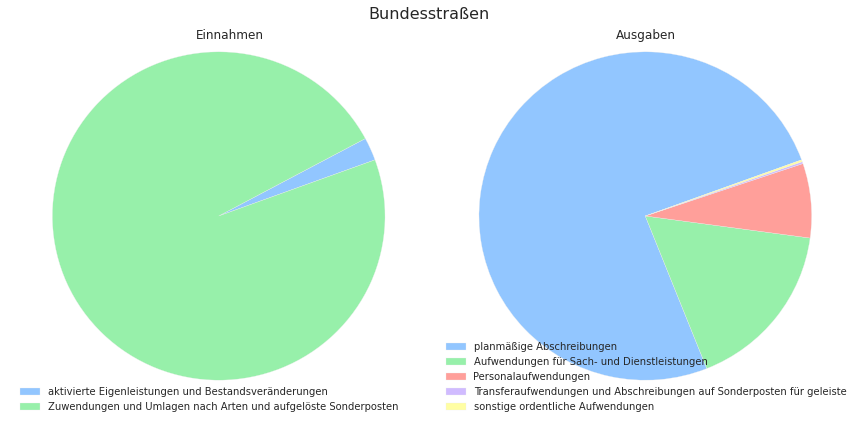 Bundesstraßen
Einnahmen
Ausgaben
aktivierte Eigenleistungen und Bestandsveränderungen
Zuwendungen und Umlagen nach Arten und aufgelöste Sonderposten
planmäßige Abschreibungen
Aufwendungen für Sach- und Dienstleistungen
Personalaufwendungen
Transferaufwendungen und Abschreibungen auf Sonderposten für geleiste
sonstige ordentliche Aufwendungen